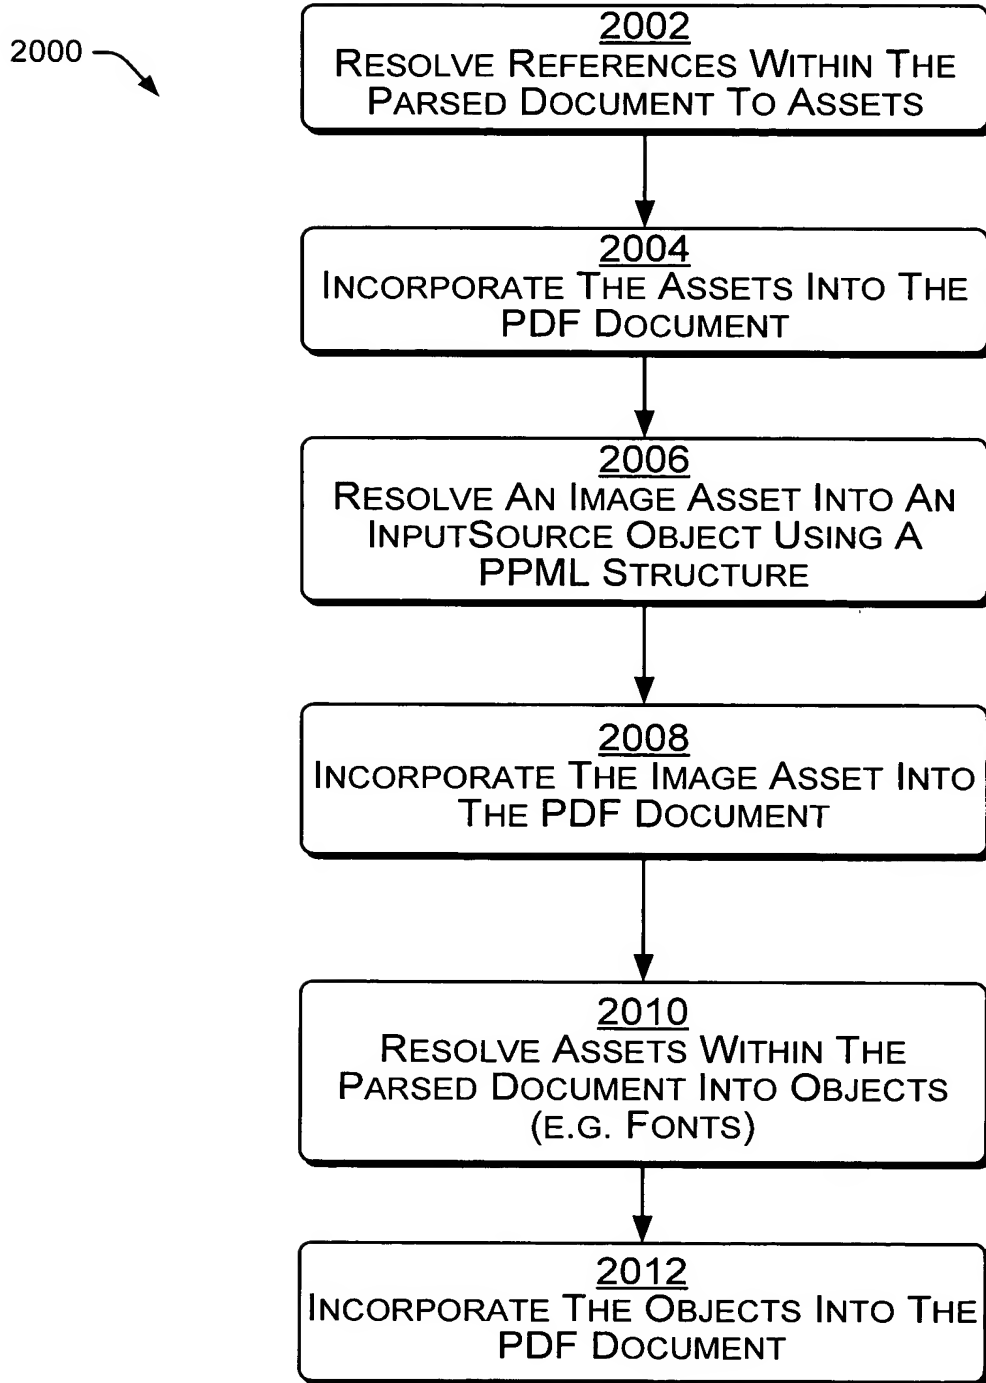 2000
2002
RESOLVE REFERENCES WITHIN THE
PARSED DOCUMENT TO ASSETS
2004
INCORPORATE THE ASSETS INTO THE
PDF DOCUMENT
2006
RESOLVE AN IMAGE ASSET INTO AN
INPUTSOURCE OBJECT USING A
PPML STRUCTURE
2008
INCORPORATE THE IMAGE ASSET INTO
THE PDF DOCUMENT
2010
RESOLVE ASSETS WITHIN THE
PARSED DOCUMENT INTO OBJECTS
(E.G. FONTS)
2012
INCORPORATE THE OBJECTS INTO THE
PDF DOCUMENT